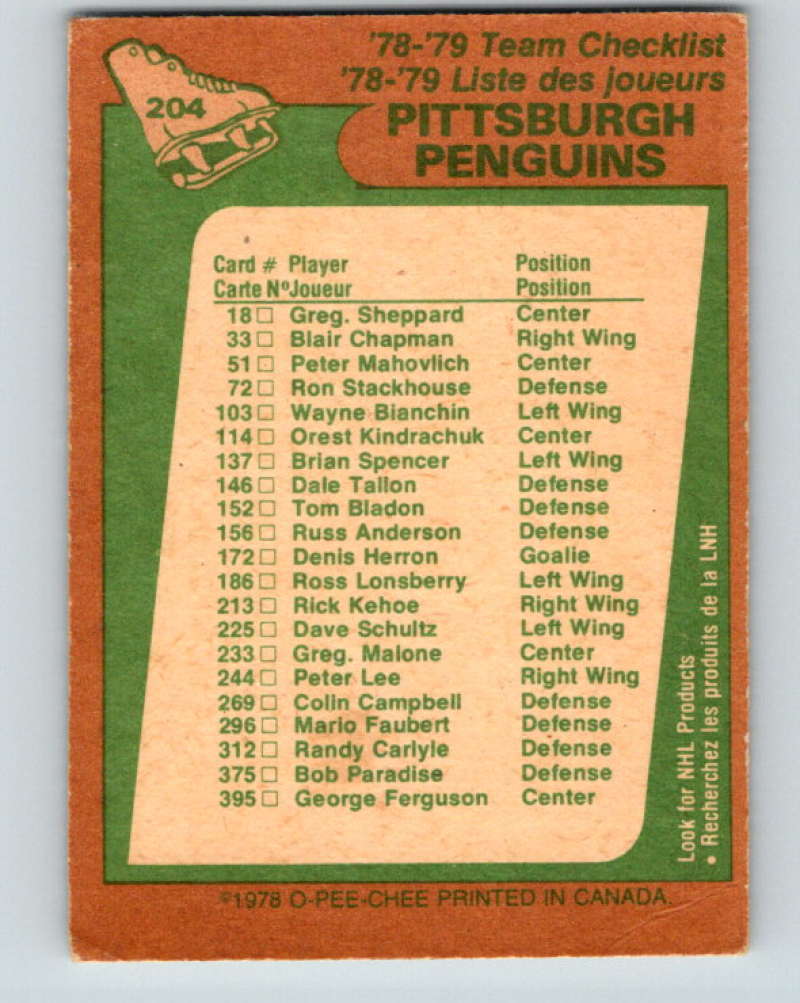 '78-'79 Team Checklist
'78-'79 Liste des joueurs
204
PITTSBURGH
PENGUINS
Card # Player Position
Carte Nº Joueur Position
18 □ Greg. Sheppard Center
33 □ Blair Chapman Right Wing
51 □ Peter Mahovlich Center
72 □ Ron Stackhouse Defense
103 □ Wayne Bianchin Left Wing
114 □ Orest Kindrachuk Center
137 □ Brian Spencer Left Wing
146 □ Dale Tallon Defense
152 □ Tom Bladon Defense
156 □ Russ Anderson Defense
172 □ Denis Herron Goalie
186 □ Ross Lonsberry Left Wing
213 □ Rick Kehoe Right Wing
225 □ Dave Schultz Left Wing
233 □ Greg. Malone Center
244 □ Peter Lee Right Wing
269 □ Colin Campbell Defense
296 □ Mario Faubert Defense
312 □ Randy Carlyle Defense
375 □ Bob Paradise Defense
395 □ George Ferguson Center
Look for NHL Products
• Recherchez les produits de la LNH
©1978 O-PEE-CHEE PRINTED IN CANADA.